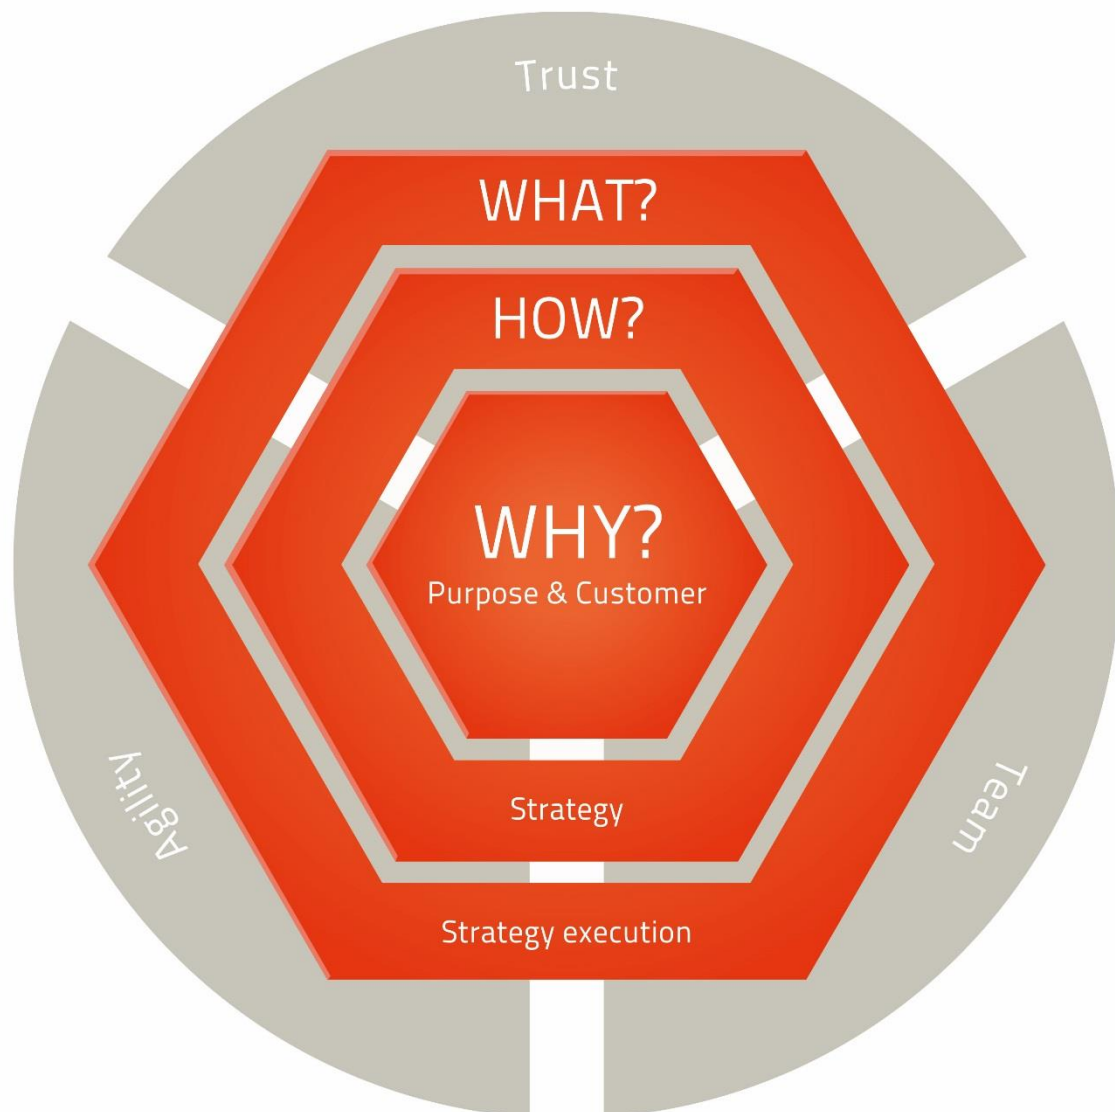 Trust
WHAT?
HOW?
WHY?
Purpose & Customer
Agility
Team
Strategy
Strategy execution